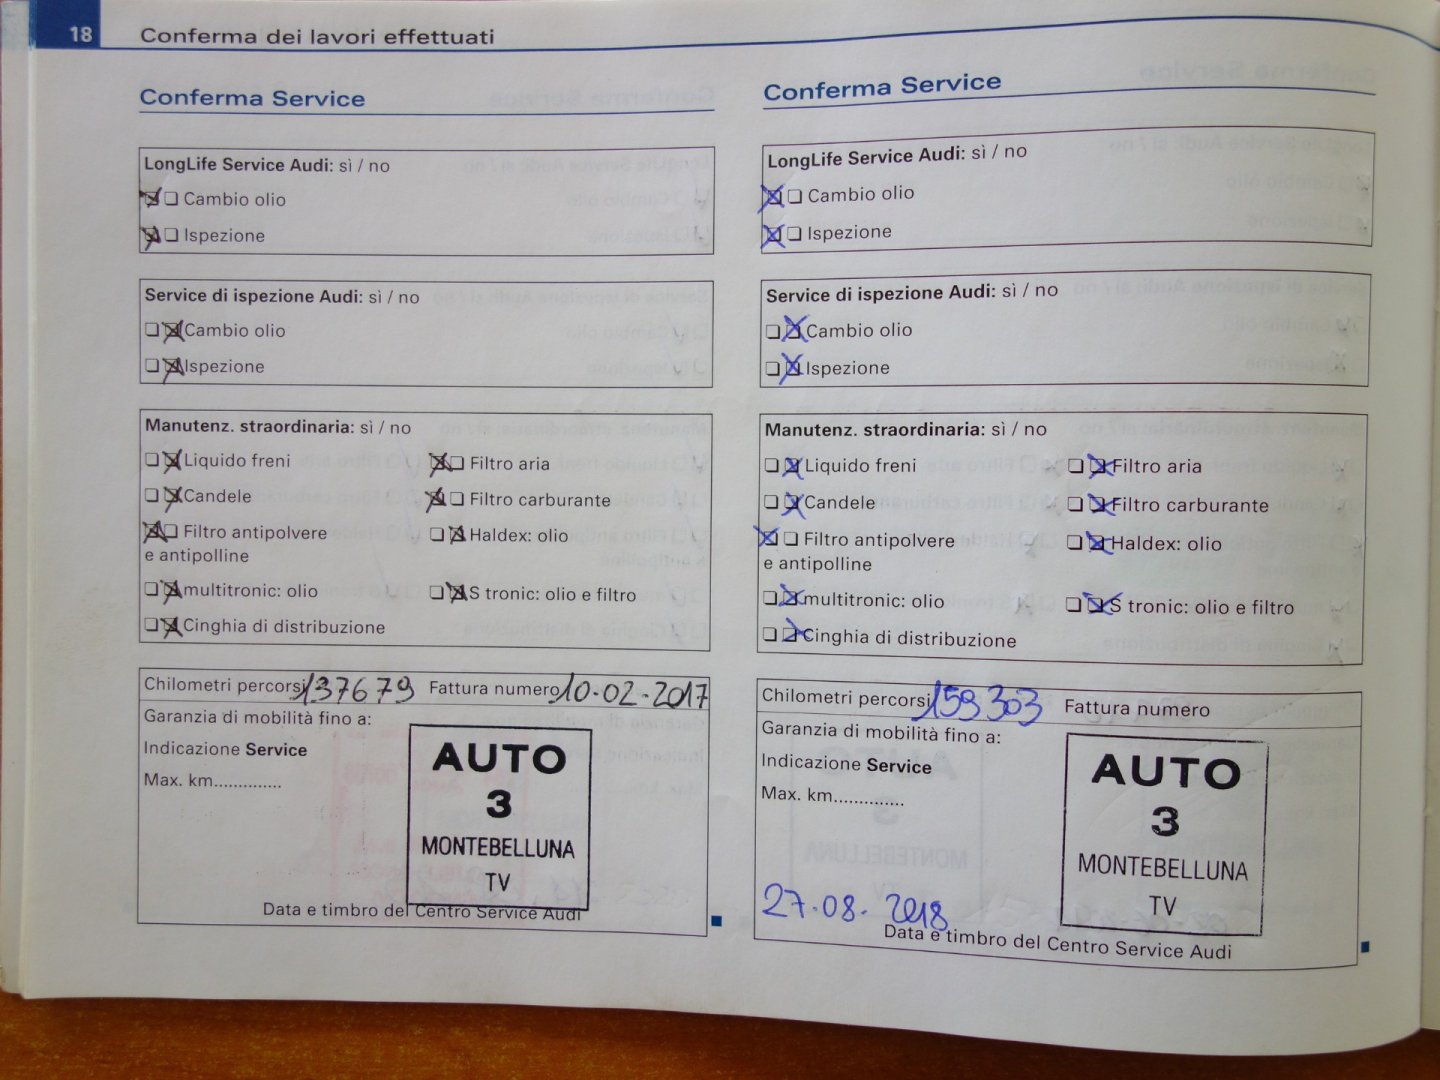 18 Conferma dei lavori effettuati
Conferma Service
LongLife Service Audi: sì / no
Cambio olio
Ispezione
Service di ispezione Audi: sì / no
Cambio olio
Ispezione
Manutenz. straordinaria: sì / no
Liquido freni Filtro aria
Candele Filtro carburante
Filtro antipolvere Haldex: olio
e antipolline
multitronic: olio S tronic: olio e filtro
Cinghia di distribuzione
Chilometri percorsi 137679 Fattura numero 10-02-2017
Garanzia di mobilità fino a:
Indicazione Service
Max. km..............
AUTO
3
MONTEBELLUNA
TV
Data e timbro del Centro Service Audi
Conferma Service
LongLife Service Audi: sì / no
Cambio olio
Ispezione
Service di ispezione Audi: sì / no
Cambio olio
Ispezione
Manutenz. straordinaria: sì / no
Liquido freni Filtro aria
Candele Filtro carburante
Filtro antipolvere Haldex: olio
e antipolline
multitronic: olio S tronic: olio e filtro
Cinghia di distribuzione
Chilometri percorsi 159303 Fattura numero
Garanzia di mobilità fino a:
Indicazione Service
Max. km..............
AUTO
3
MONTEBELLUNA
TV
27-08-2018
Data e timbro del Centro Service Audi